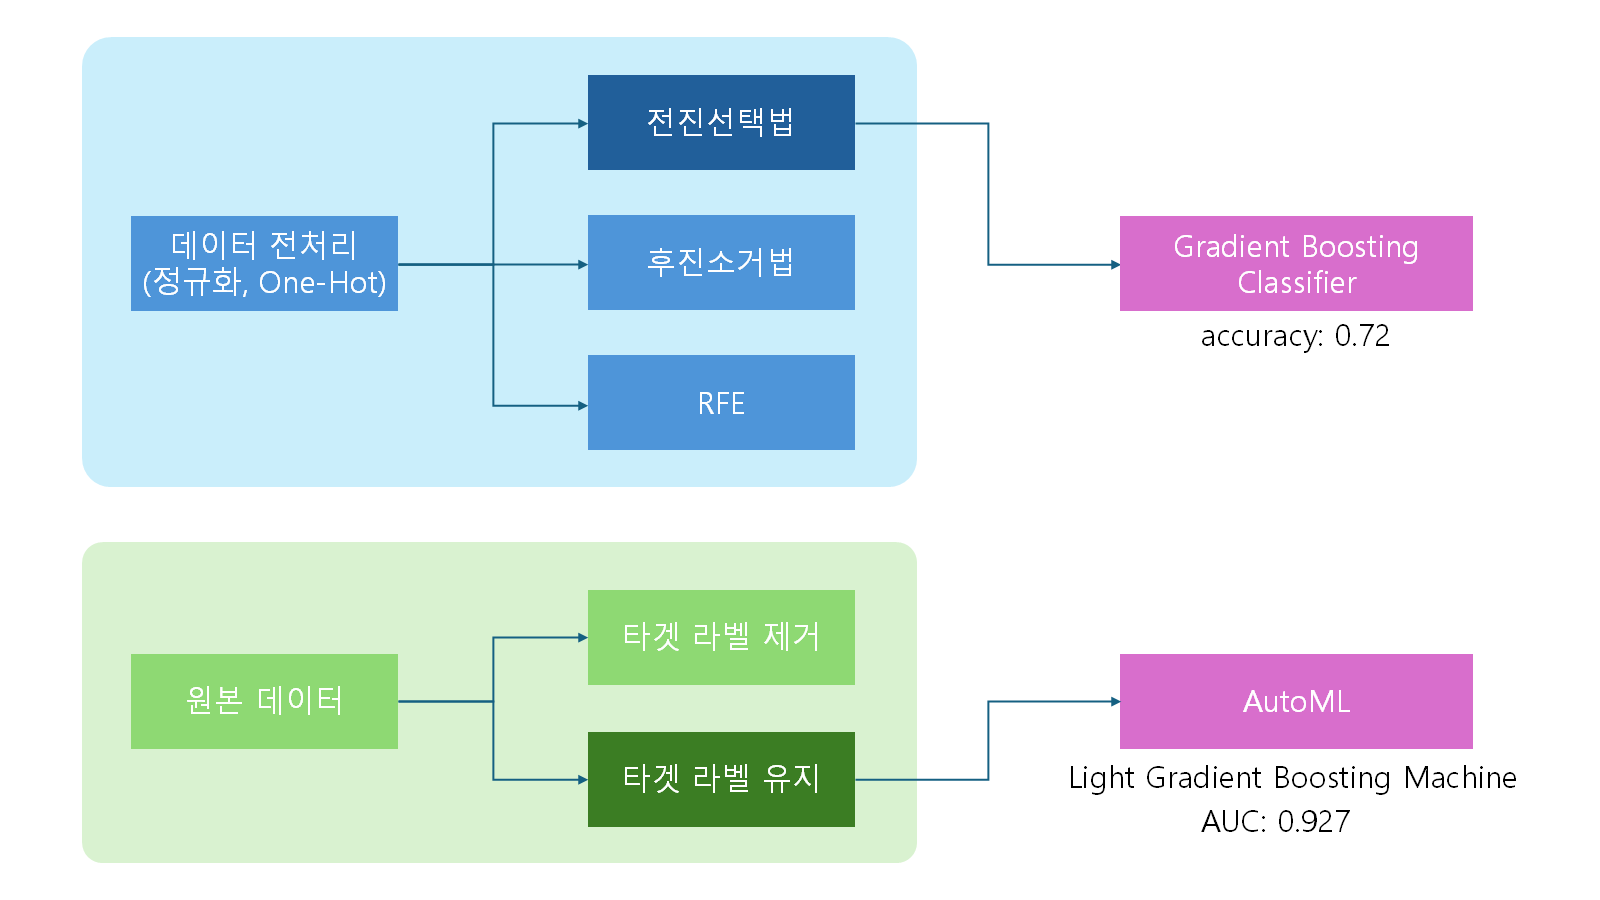 전진선택법
데이터 전처리
(정규화, One-Hot)
후진소거법
RFE
Gradient Boosting
Classifier
accuracy: 0.72
원본 데이터
타겟 라벨 제거
타겟 라벨 유지
AutoML
Light Gradient Boosting Machine
AUC: 0.927